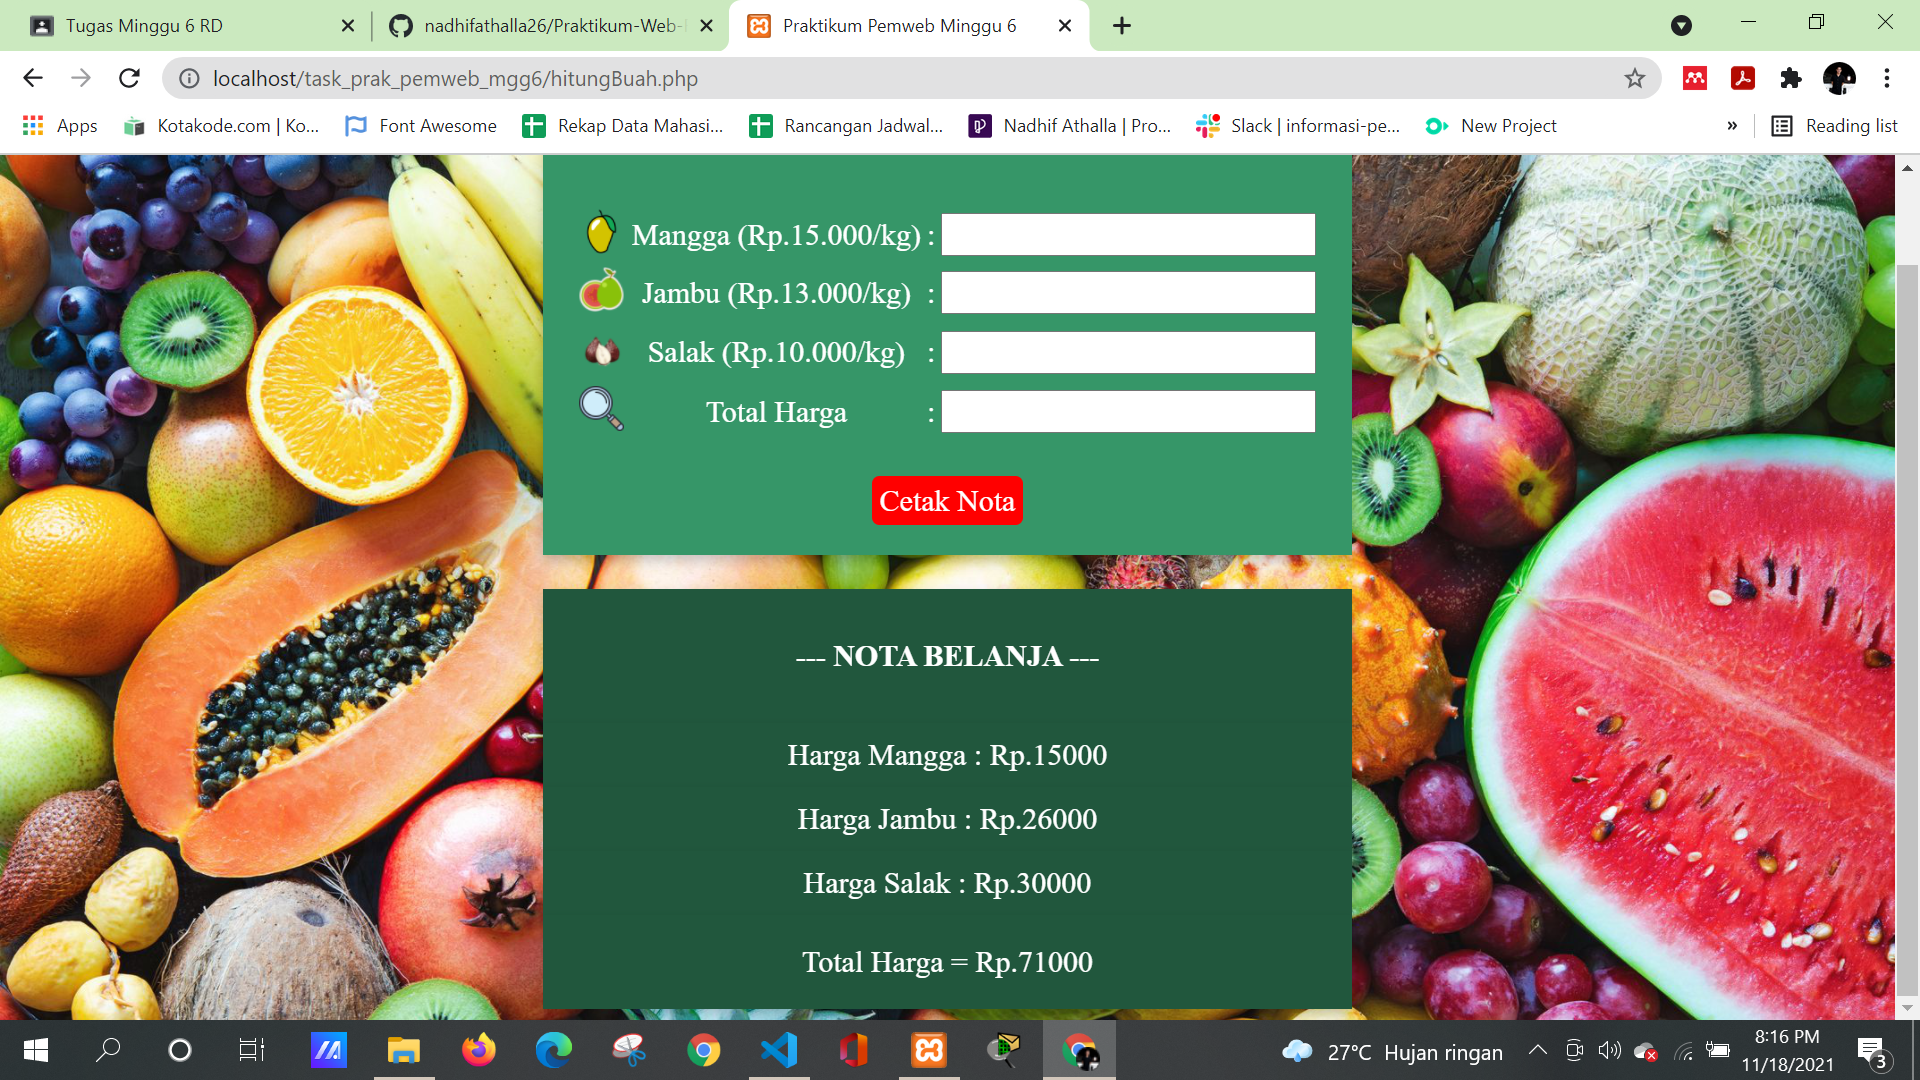 Tugas Minggu 6 RD
nadhifathalla26/Praktikum-Web-
Praktikum Pemweb Minggu 6
localhost/task_prak_pemweb_mgg6/hitungBuah.php
Apps
Kotakode.com | Ko...
Font Awesome
Rekap Data Mahasi...
Rancangan Jadwal...
Nadhif Athalla | Pro...
Slack | informasi-pe...
New Project
»
Reading list
Mangga (Rp.15.000/kg) :
Jambu (Rp.13.000/kg) :
Salak (Rp.10.000/kg) :
Total Harga :
Cetak Nota
--- NOTA BELANJA ---
Harga Mangga : Rp.15000
Harga Jambu : Rp.26000
Harga Salak : Rp.30000
Total Harga = Rp.71000
27°C Hujan ringan
8:16 PM
11/18/2021
3